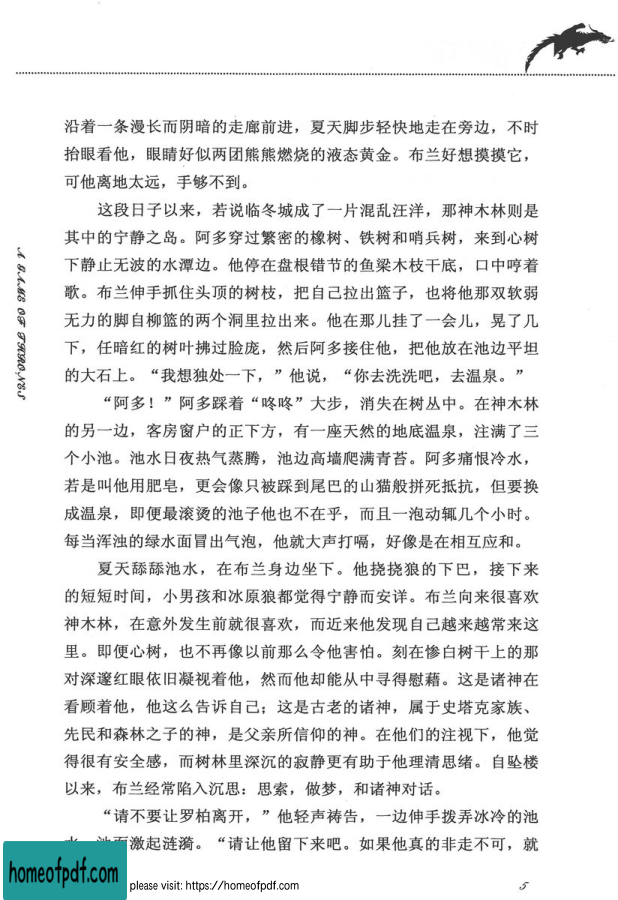 沿着一条漫长而阴暗的走廊前进，夏天脚步轻快地走在旁边，不时
抬眼看他，眼睛好似两团熊熊燃烧的液态黄金。布兰好想摸摸它，
可他离地太远，手够不到。
这段日子以来，若说临冬城成了一片混乱汪洋，那神木林则是
其中的宁静之岛。阿多穿过繁密的橡树、铁树和哨兵树，来到心树
下静止无波的水潭边。他停在盘根错节的鱼梁木枝干底，口中哼着
歌。布兰伸手抓住头顶的树枝，把自己拉出篮子，也将他那双软弱
无力的脚自柳篮的两个洞里拉出来。他在那儿挂了一会儿，晃了几
下，任暗红的树叶拂过脸庞，然后阿多接住他，把他放在池边平坦
的大石上。“我想独处一下，”他说，“你去洗洗吧，去温泉。”
“阿多！”阿多踩着“咚咚”大步，消失在树丛中。在神木林
的另一边，客房窗户的正下方，有一座天然的地底温泉，注满了三
个小池。池水日夜热气蒸腾，池边高墙爬满青苔。阿多痛恨冷水，
若是叫他用肥皂，更会像只被踩到尾巴的山猫般拼死抵抗，但要换
成温泉，即便最滚烫的池子他也不在乎，而且一泡动辄几个小时。
每当浑浊的绿水面冒出气泡，他就大声打嗝，好像是在相互应和。
夏天舔舔池水，在布兰身边坐下。他挠挠狼的下巴，接下来
的短短时间，小男孩和冰原狼都觉得宁静而安详。布兰向来很喜欢
神木林，在意外发生前就很喜欢，而近来他发现自己越来越常来这
里。即便心树，也不再像以前那么令他害怕。刻在惨白树干上的那
对深邃红眼依旧凝视着他，然而他却能从中寻得慰藉。这是诸神在
看顾着他，他这么告诉自己；这是古老的诸神，属于史塔克家族、
先民和森林之子的神，是父亲所信仰的神。在他们的注视下，他觉
得很有安全感，而树林里深沉的寂静更有助于他理清思绪。自坠楼
以来，布兰经常陷入沉思：思索，做梦，和诸神对话。
“请不要让罗柏离开，”他轻声祷告，一边伸手拨弄冰冷的池
水，池面激起涟漪。“请让他留下来吧。如果他真的非走不可，就
A GAME OF THRONES
homeofpdf.com
please visit: https://homeofpdf.com
5